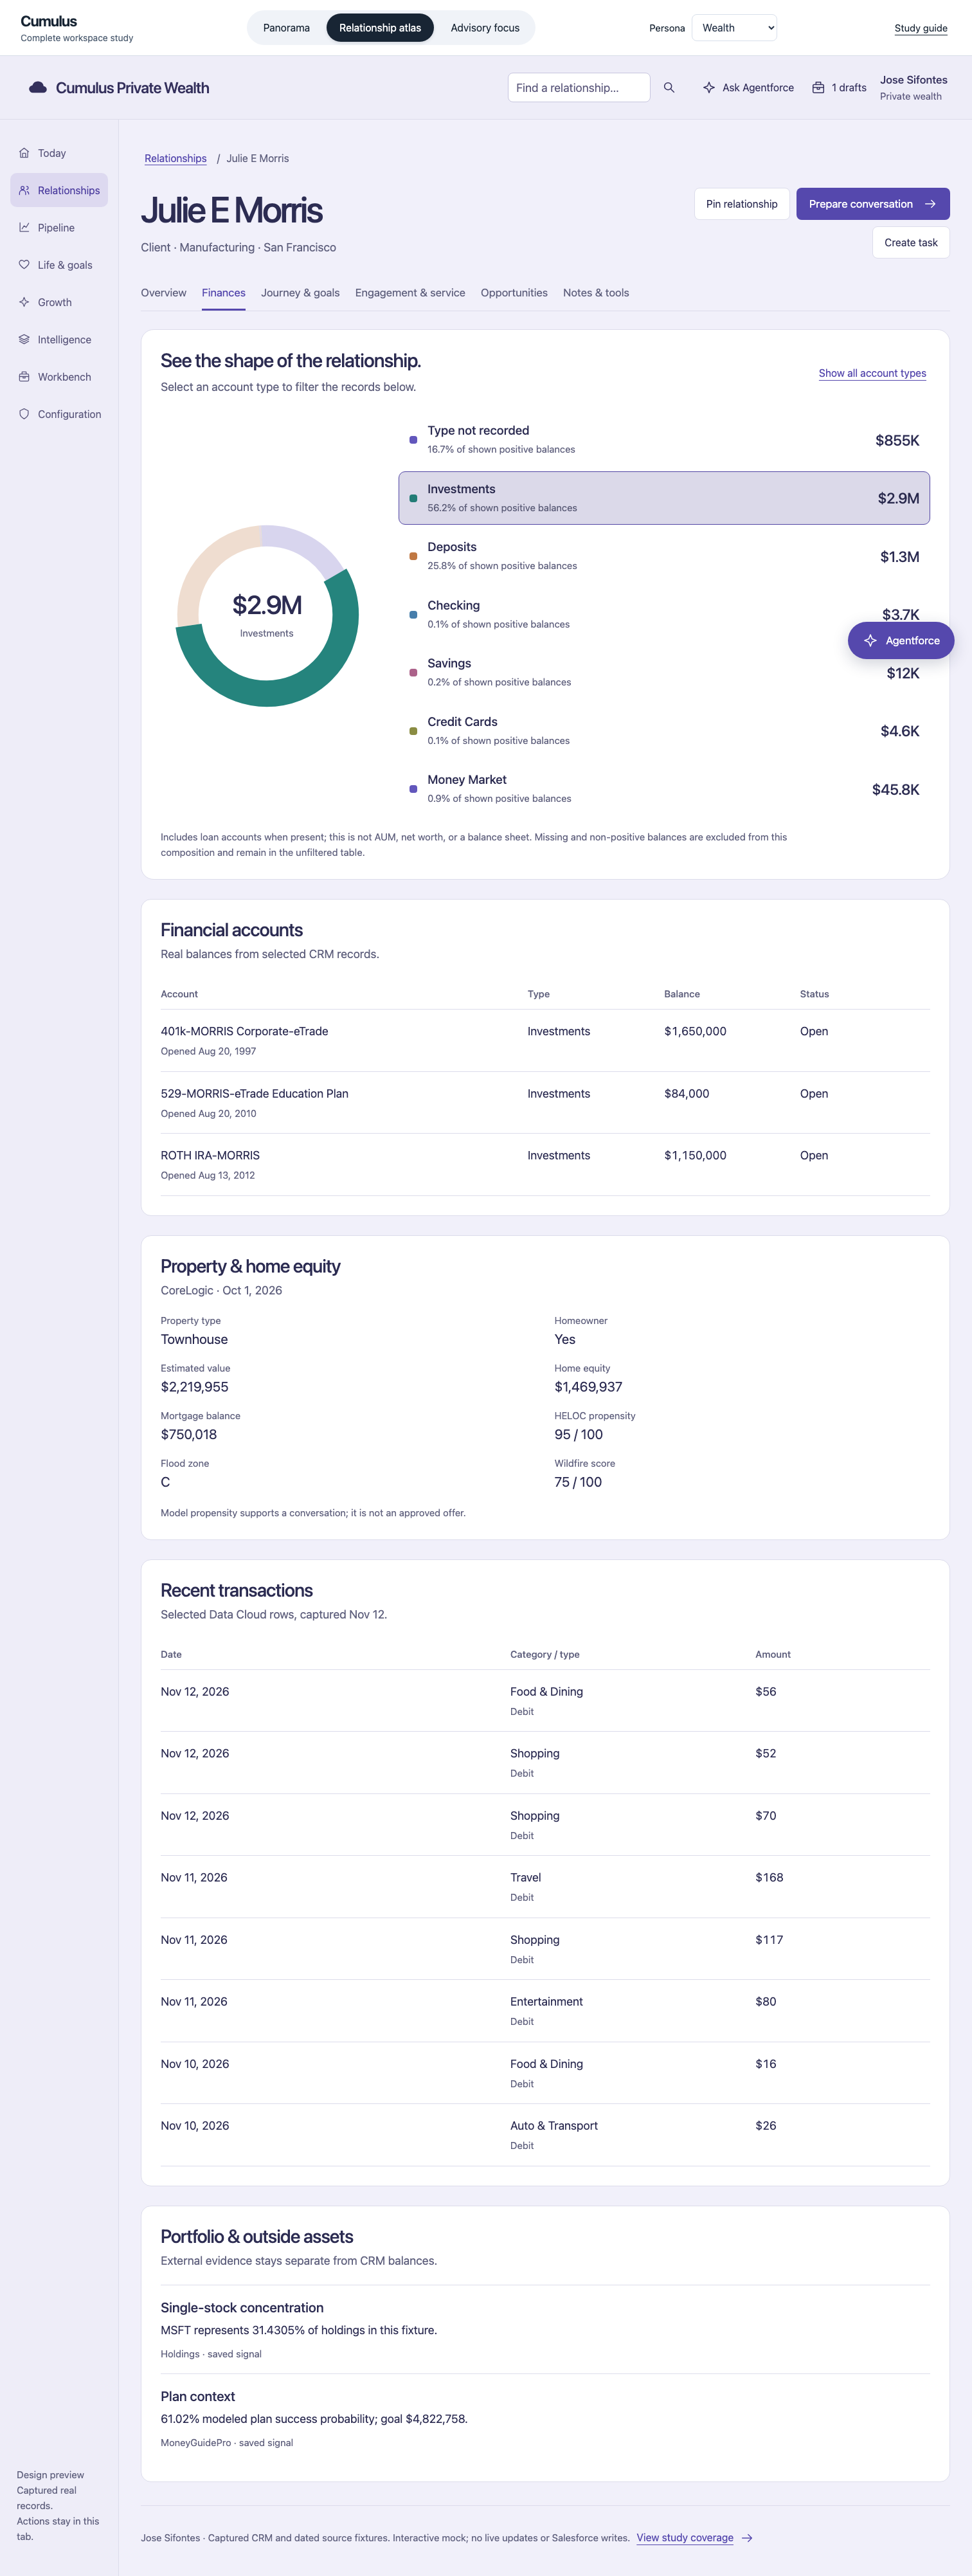 Cumulus
Complete workspace study
Panorama
Relationship atlas
Advisory focus
Persona
Wealth
Study guide
Cumulus Private Wealth
Find a relationship...
Ask Agentforce
1 drafts
Jose Sifontes
Private wealth
Today
Relationships
Pipeline
Life & goals
Growth
Intelligence
Workbench
Configuration
Relationships / Julie E Morris
Julie E Morris
Client · Manufacturing · San Francisco
Pin relationship
Prepare conversation
Create task
Overview
Finances
Journey & goals
Engagement & service
Opportunities
Notes & tools
See the shape of the relationship.
Select an account type to filter the records below.
Show all account types
$2.9M
Investments
Type not recorded
16.7% of shown positive balances
$855K
Investments
56.2% of shown positive balances
$2.9M
Deposits
25.8% of shown positive balances
$1.3M
Checking
0.1% of shown positive balances
$3.7K
Agentforce
Savings
0.2% of shown positive balances
$12K
Credit Cards
0.1% of shown positive balances
$4.6K
Money Market
0.9% of shown positive balances
$45.8K
Includes loan accounts when present; this is not AUM, net worth, or a balance sheet. Missing and non-positive balances are excluded from this
composition and remain in the unfiltered table.
Financial accounts
Real balances from selected CRM records.
Account Type Balance Status
401k-MORRIS Corporate-eTrade Investments $1,650,000 Open
Opened Aug 20, 1997
529-MORRIS-eTrade Education Plan Investments $84,000 Open
Opened Aug 20, 2010
ROTH IRA-MORRIS Investments $1,150,000 Open
Opened Aug 13, 2012
Property & home equity
CoreLogic · Oct 1, 2026
Property type Homeowner
Townhouse Yes
Estimated value Home equity
$2,219,955 $1,469,937
Mortgage balance HELOC propensity
$750,018 95 / 100
Flood zone Wildfire score
C 75 / 100
Model propensity supports a conversation; it is not an approved offer.
Recent transactions
Selected Data Cloud rows, captured Nov 12.
Date Category / type Amount
Nov 12, 2026 Food & Dining $56
Debit
Nov 12, 2026 Shopping $52
Debit
Nov 12, 2026 Shopping $70
Debit
Nov 11, 2026 Travel $168
Debit
Nov 11, 2026 Shopping $117
Debit
Nov 11, 2026 Entertainment $80
Debit
Nov 10, 2026 Food & Dining $16
Debit
Nov 10, 2026 Auto & Transport $26
Debit
Portfolio & outside assets
External evidence stays separate from CRM balances.
Single-stock concentration
MSFT represents 31.4305% of holdings in this fixture.
Holdings · saved signal
Plan context
61.02% modeled plan success probability; goal $4,822,758.
MoneyGuidePro · saved signal
Design preview
Captured real
records.
Actions stay in this
tab.
Jose Sifontes · Captured CRM and dated source fixtures. Interactive mock; no live updates or Salesforce writes. View study coverage